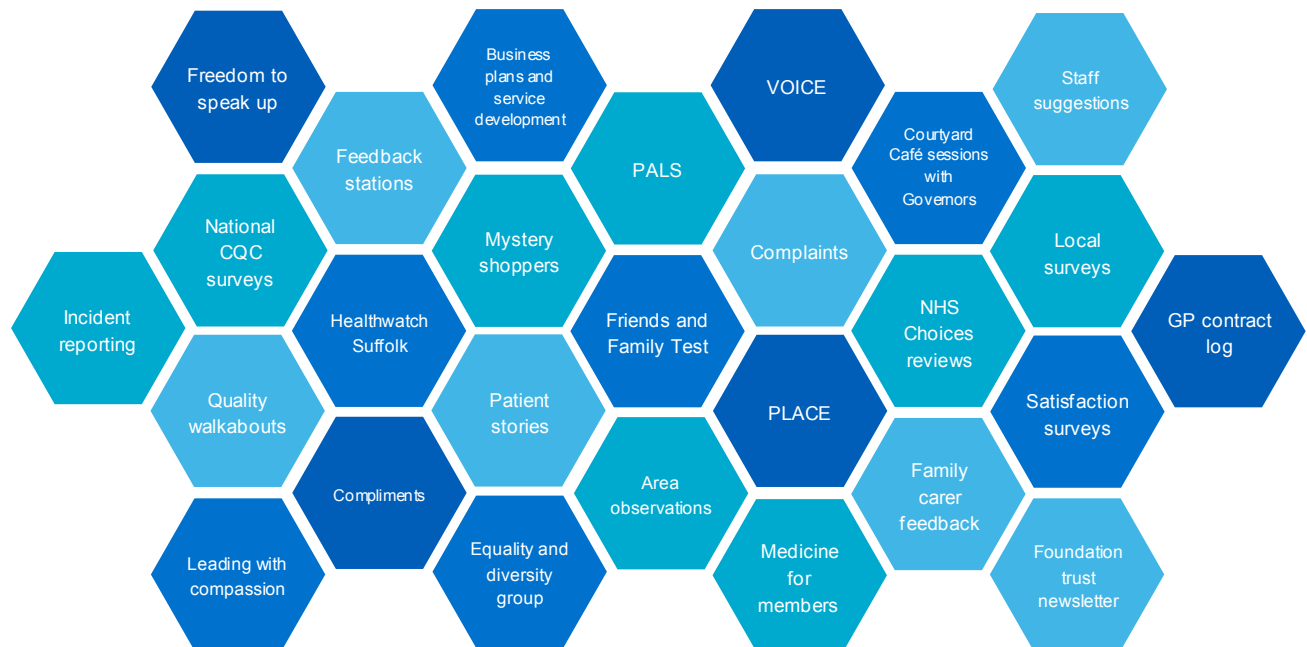 Freedom to
speak up
Business
plans and
service
development
VOICE
Staff
suggestions
Feedback
stations
PALS
Courtyard
Café sessions
with
Governors
National
CQC
surveys
Mystery
shoppers
Complaints
Local
surveys
Incident
reporting
Healthwatch
Suffolk
Friends and
Family Test
NHS
Choices
reviews
GP contract
log
Quality
walkabouts
Patient
stories
PLACE
Satisfaction
surveys
Compliments
Area
observations
Family
carer
feedback
Leading with
compassion
Equality and
diversity
group
Medicine
for
members
Foundation
trust
newsletter